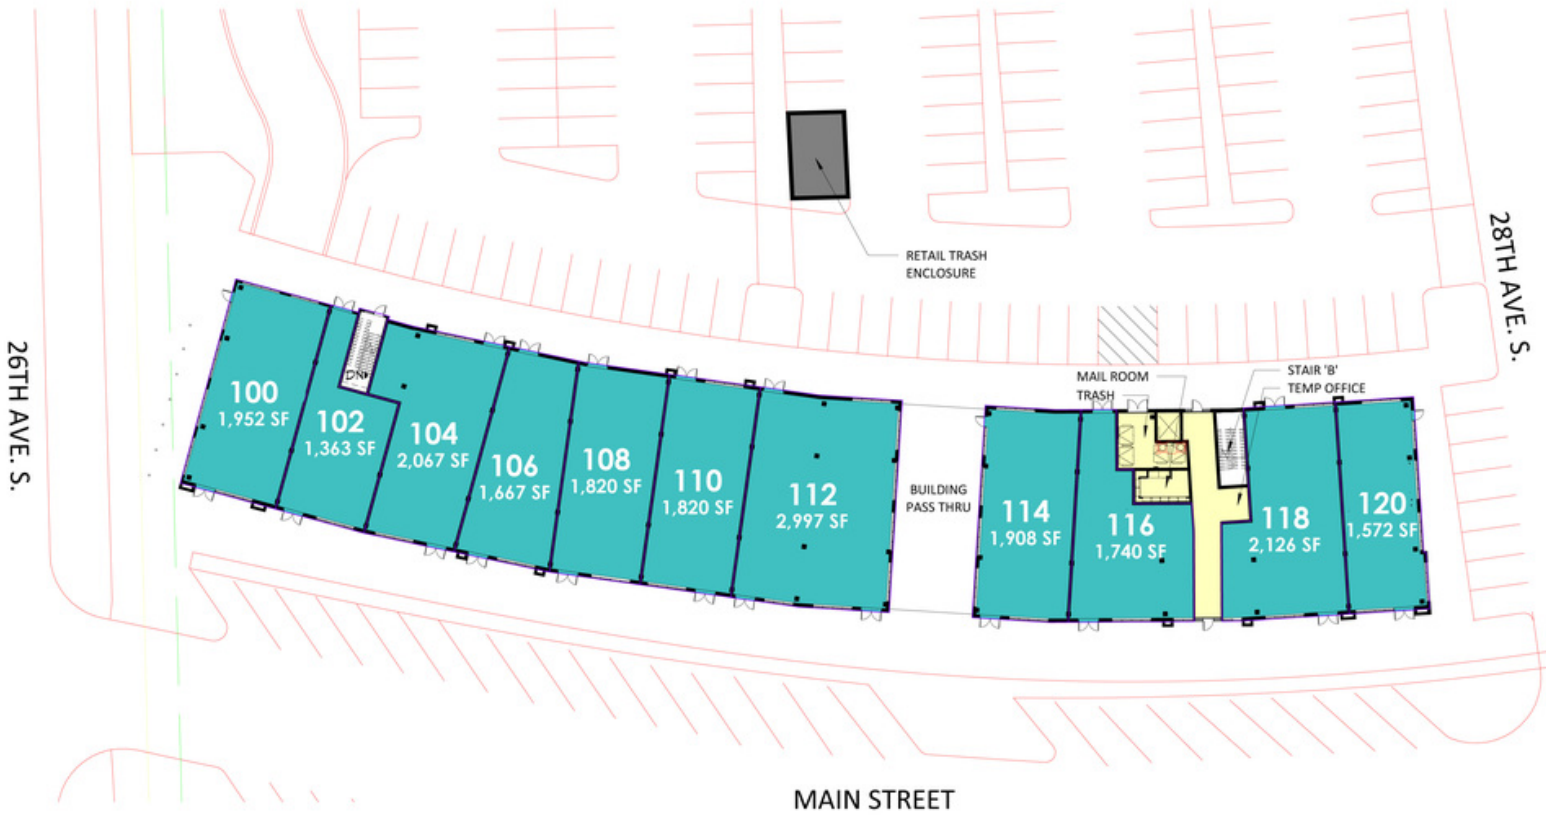 RETAIL TRASH
ENCLOSURE
28TH AVE. S.
26TH AVE. S.
100
1,952 SF
102
1,363 SF
104
2,067 SF
106
1,667 SF
108
1,820 SF
110
1,820 SF
112
2,997 SF
BUILDING
PASS THRU
MAIL ROOM
TRASH
STAIR 'B'
TEMP OFFICE
114
1,908 SF
116
1,740 SF
118
2,126 SF
120
1,572 SF
MAIN STREET